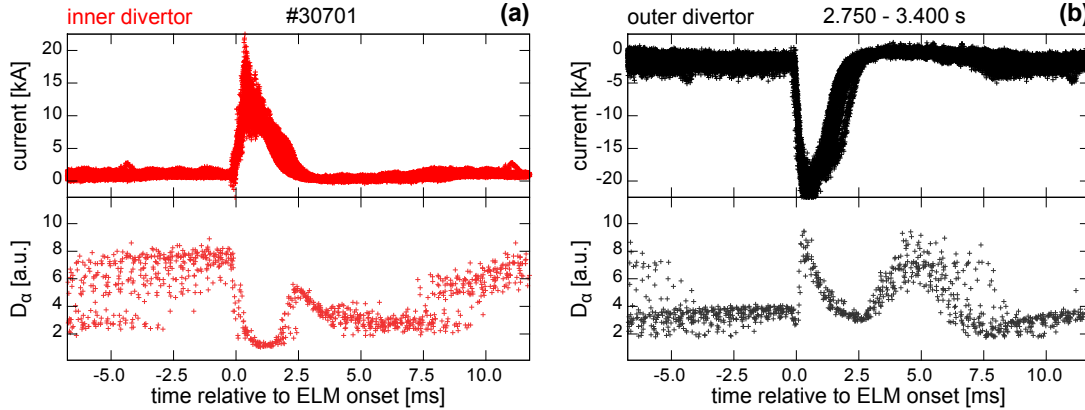 inner divertor #30701 (a)
current [kA]
20
15
10
5
0
Dα [a.u.]
10
8
6
4
2
-5.0 -2.5 0.0 2.5 5.0 7.5 10.0
time relative to ELM onset [ms]
outer divertor 2.750 - 3.400 s (b)
current [kA]
0
-5
-10
-15
-20
Dα [a.u.]
10
8
6
4
2
-5.0 -2.5 0.0 2.5 5.0 7.5 10.0
time relative to ELM onset [ms]